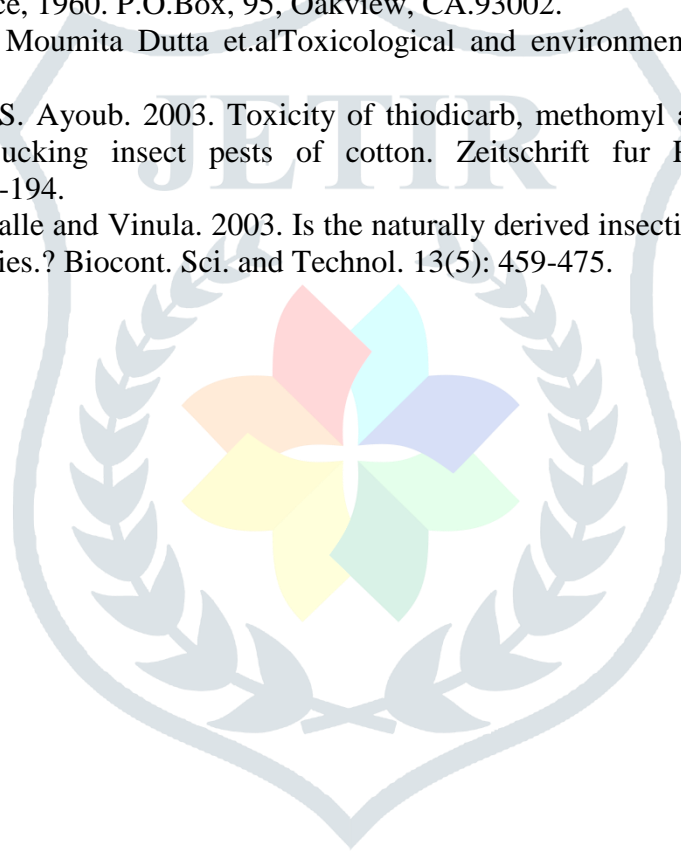 ce, 1960. P.O.Box, 95, Oakview, CA.93002.
Moumita Dutta et.alToxicological and environmen
S. Ayoub. 2003. Toxicity of thiodicarb, methomyl
ucking insect pests of cotton. Zeitschrift fur
-194.
alle and Vinula. 2003. Is the naturally derived insecti
ies.? Biocont. Sci. and Technol. 13(5): 459-475.
JETIR